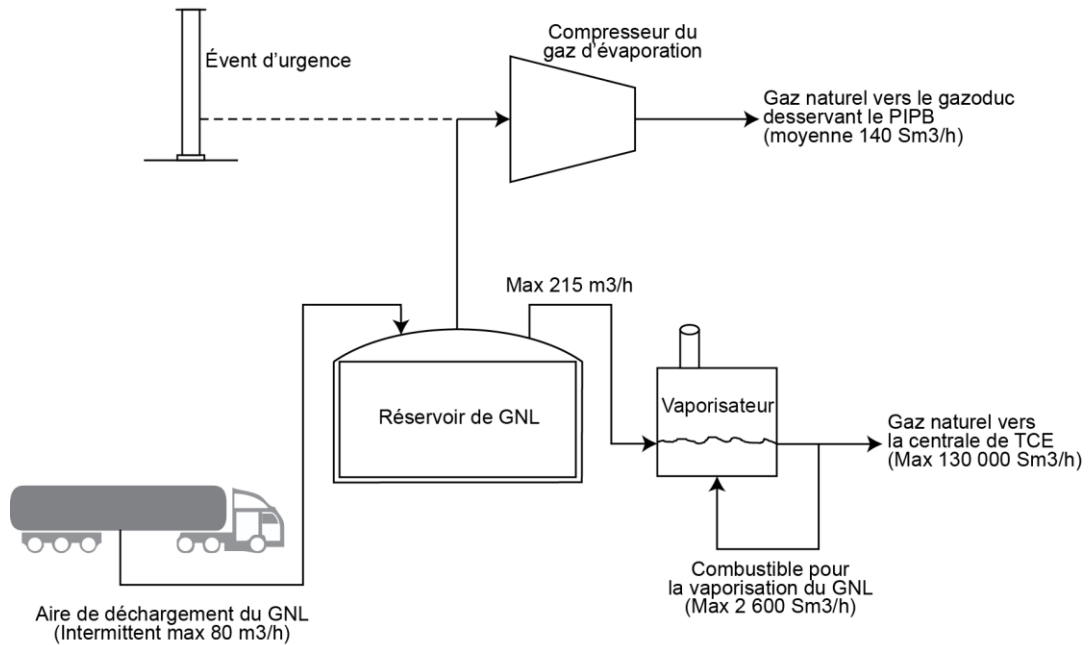 Évent d'urgence
Compresseur du
gaz d'évaporation
Gaz naturel vers le gazoduc
desservant le PIPB
(moyenne 140 Sm3/h)
Max 215 m3/h
Réservoir de GNL
Vaporisateur
Gaz naturel vers
la centrale de TCE
(Max 130 000 Sm3/h)
Combustible pour
la vaporisation du GNL
(Max 2 600 Sm3/h)
Aire de déchargement du GNL
(Intermittent max 80 m3/h)